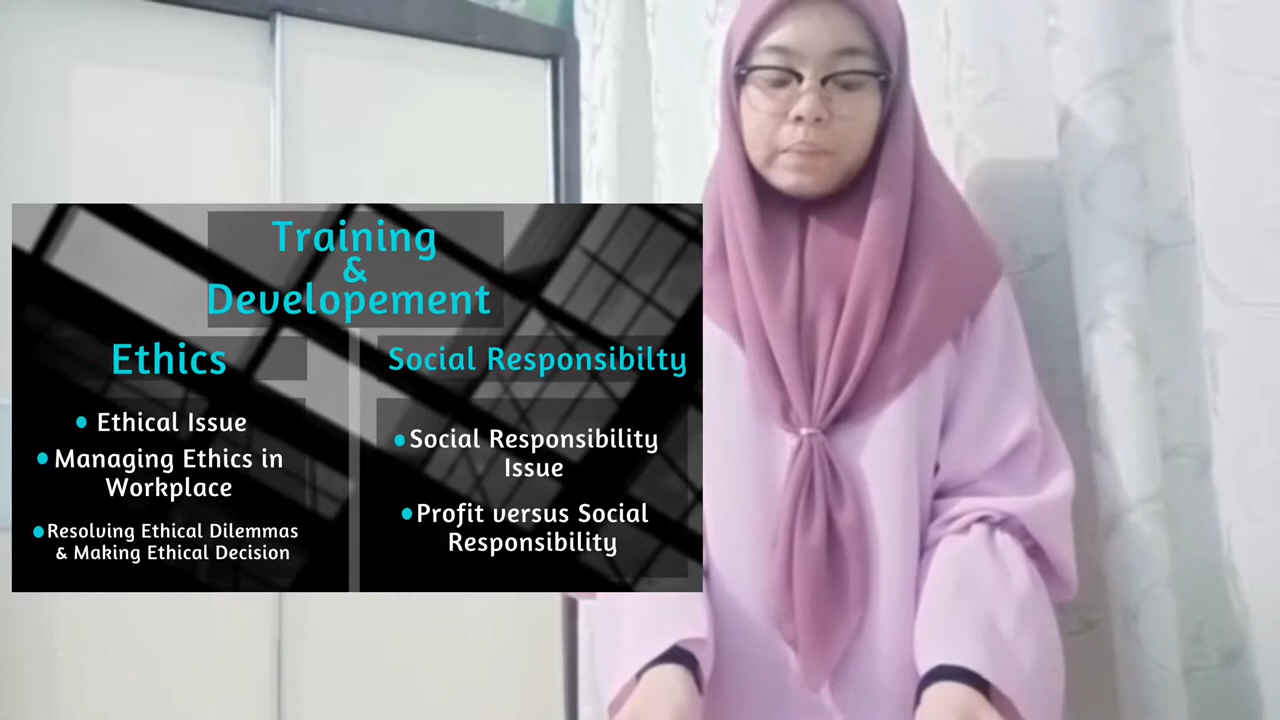 Training
&
Developement
Ethics
• Ethical Issue
• Managing Ethics in
Workplace
• Resolving Ethical Dilemmas
& Making Ethical Decision
Social Responsibilty
• Social Responsibility
Issue
• Profit versus Social
Responsibility